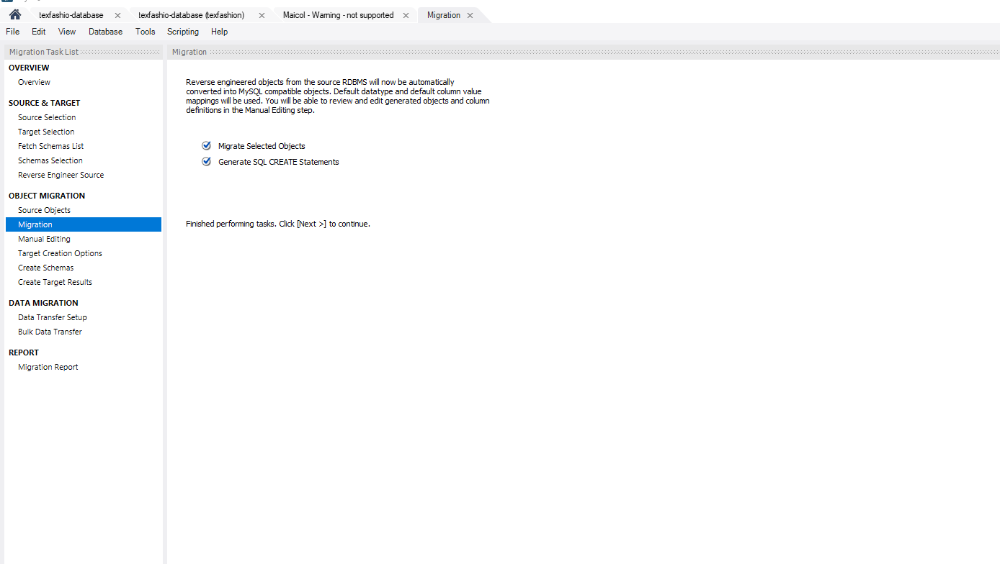 texfashio-database
texfashio-database (texfashion)
Maicol - Warning - not supported
Migration
File Edit View Database Tools Scripting Help
Migration Task List
OVERVIEW
Overview
SOURCE & TARGET
Source Selection
Target Selection
Fetch Schemas List
Schemas Selection
Reverse Engineer Source
OBJECT MIGRATION
Source Objects
Migration
Manual Editing
Target Creation Options
Create Schemas
Create Target Results
DATA MIGRATION
Data Transfer Setup
Bulk Data Transfer
REPORT
Migration Report
Migration
Reverse engineered objects from the source RDBMS will now be automatically
converted into MySQL compatible objects. Default datatype and default column value
mappings will be used. You will be able to review and edit generated objects and column
definitions in the Manual Editing step.
Migrate Selected Objects
Generate SQL CREATE Statements
Finished performing tasks. Click [Next >] to continue.